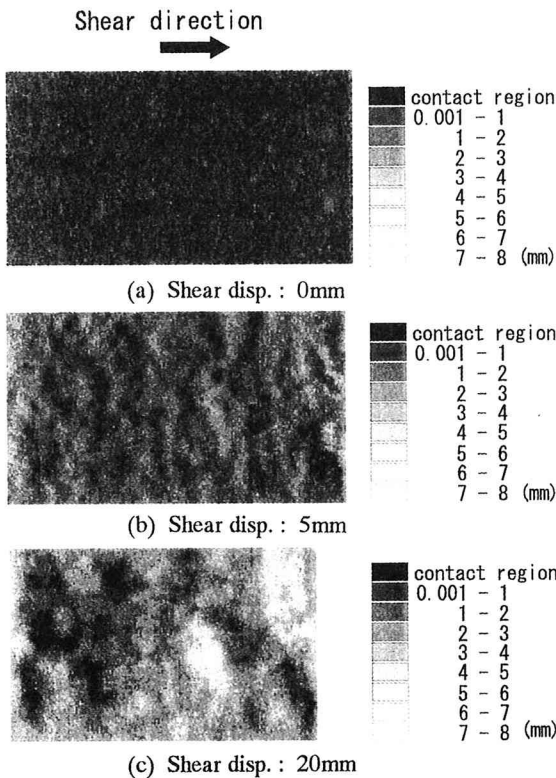 Shear direction
contact region
0.001 - 1
1 - 2
2 - 3
3 - 4
4 - 5
5 - 6
6 - 7
7 - 8 (mm)
(a) Shear disp. : 0mm
contact region
0.001 - 1
1 - 2
2 - 3
3 - 4
4 - 5
5 - 6
6 - 7
7 - 8 (mm)
(b) Shear disp. : 5mm
contact region
0.001 - 1
1 - 2
2 - 3
3 - 4
4 - 5
5 - 6
6 - 7
7 - 8 (mm)
(c) Shear disp. : 20mm